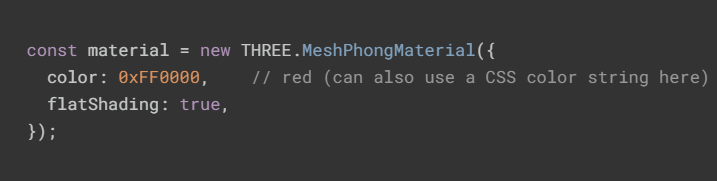 const material = new THREE.MeshPhongMaterial({
  color: 0xFF0000,    // red (can also use a CSS color string here)
  flatShading: true,
});